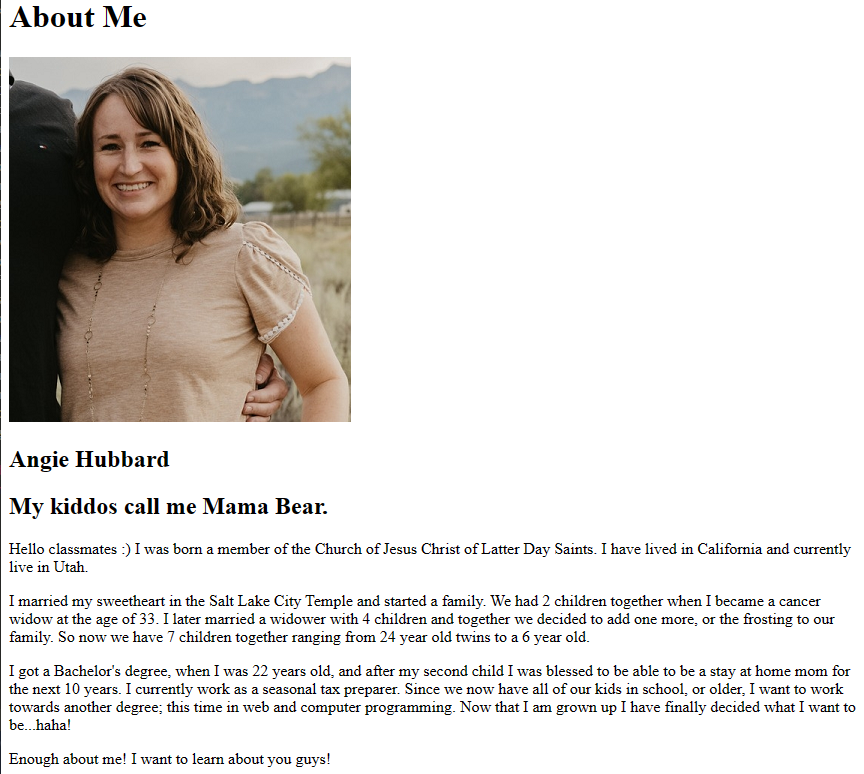 About Me
Angie Hubbard
My kiddos call me Mama Bear.
Hello classmates :) I was born a member of the Church of Jesus Christ of Latter Day Saints. I have lived in California and currently
live in Utah.
I married my sweetheart in the Salt Lake City Temple and started a family. We had 2 children together when I became a cancer
widow at the age of 33. I later married a widower with 4 children and together we decided to add one more, or the frosting to our
family. So now we have 7 children together ranging from 24 year old twins to a 6 year old.
I got a Bachelor's degree, when I was 22 years old, and after my second child I was blessed to be able to be a stay at home mom for
the next 10 years. I currently work as a seasonal tax preparer. Since we now have all of our kids in school, or older, I want to work
towards another degree; this time in web and computer programming. Now that I am grown up I have finally decided what I want to
be...haha!
Enough about me! I want to learn about you guys!